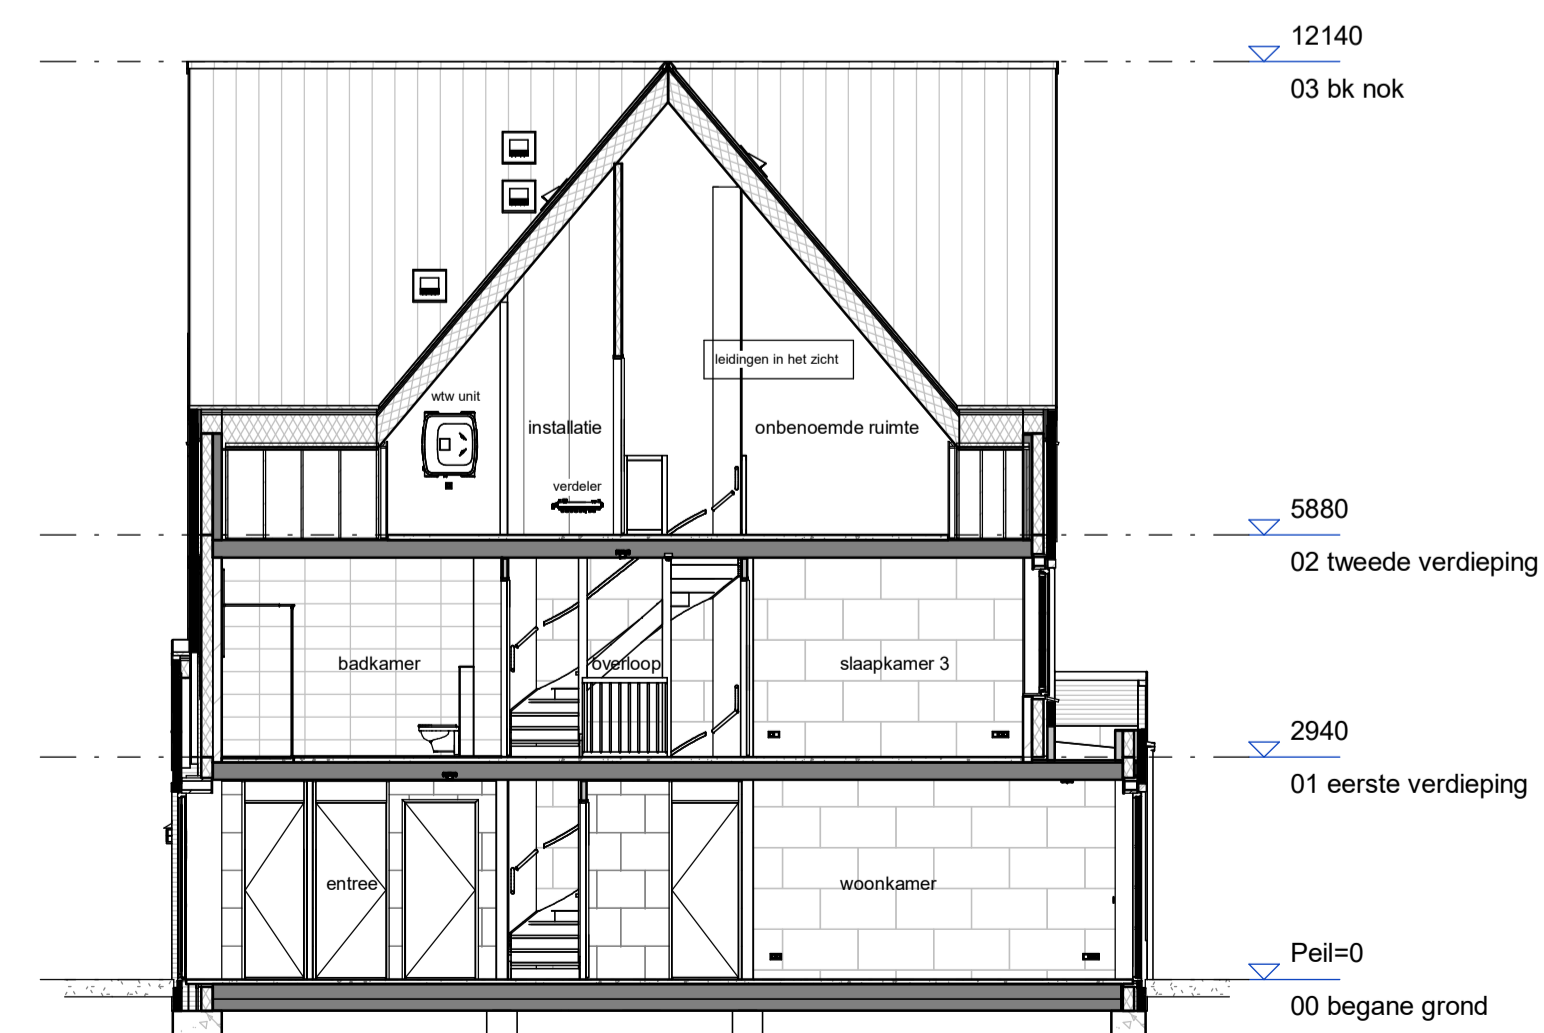 12140
03 bk nok
leidingen in het zicht
wtw unit
installatie
onbenoemde ruimte
verdeler
5880
02 tweede verdieping
badkamer
overloop
slaapkamer 3
2940
01 eerste verdieping
entree
woonkamer
Peil=0
00 begane grond